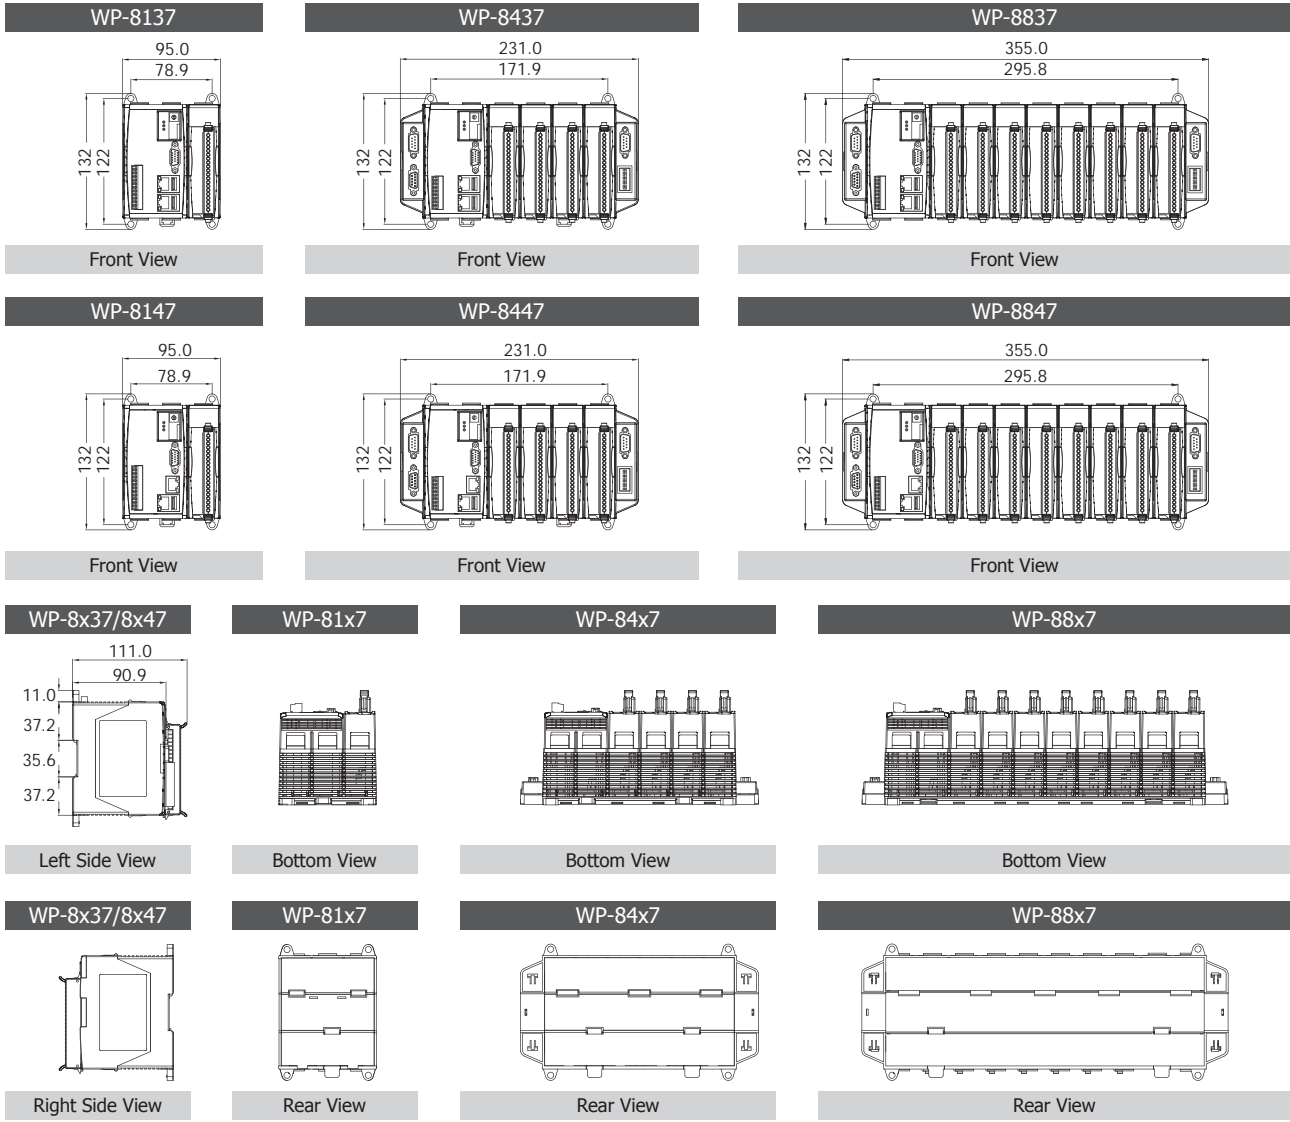 WP-8137
WP-8437
WP-8837
95.0
78.9
132
122
231.0
171.9
132
122
355.0
295.8
132
122
Front View
Front View
Front View
WP-8147
WP-8447
WP-8847
95.0
78.9
132
122
231.0
171.9
132
122
355.0
295.8
132
122
Front View
Front View
Front View
WP-8x37/8x47
WP-81x7
WP-84x7
WP-88x7
111.0
90.9
11.0
37.2
35.6
37.2
Left Side View
Bottom View
Bottom View
Bottom View
WP-8x37/8x47
WP-81x7
WP-84x7
WP-88x7
Right Side View
Rear View
Rear View
Rear View